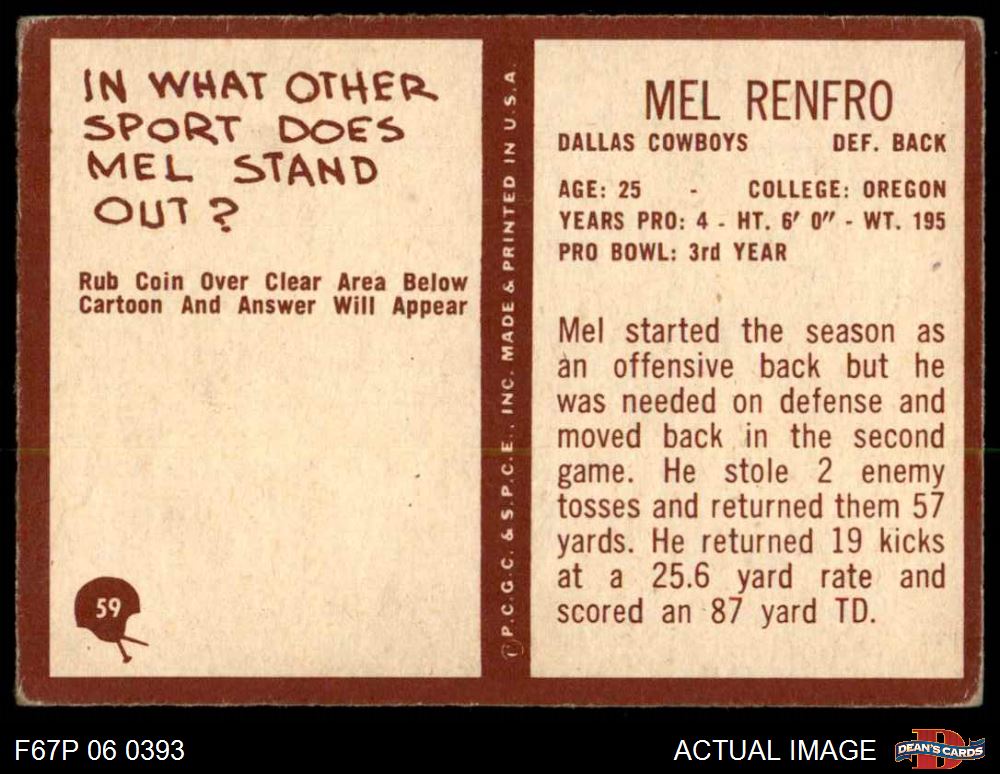 IN WHAT OTHER
SPORT DOES
MEL STAND
OUT?
Rub Coin Over Clear Area Below
Cartoon And Answer Will Appear
59
© P.C.G.C. & S.P.C.E., INC. MADE & PRINTED IN U.S.A.
MEL RENFRO
DALLAS COWBOYS DEF. BACK
AGE: 25 - COLLEGE: OREGON
YEARS PRO: 4 - HT. 6' 0" - WT. 195
PRO BOWL: 3rd YEAR
Mel started the season as
an offensive back but he
was needed on defense and
moved back in the second
game. He stole 2 enemy
tosses and returned them 57
yards. He returned 19 kicks
at a 25.6 yard rate and
scored an 87 yard TD.
F67P 06 0393
ACTUAL IMAGE
D
DEAN'S CARDS